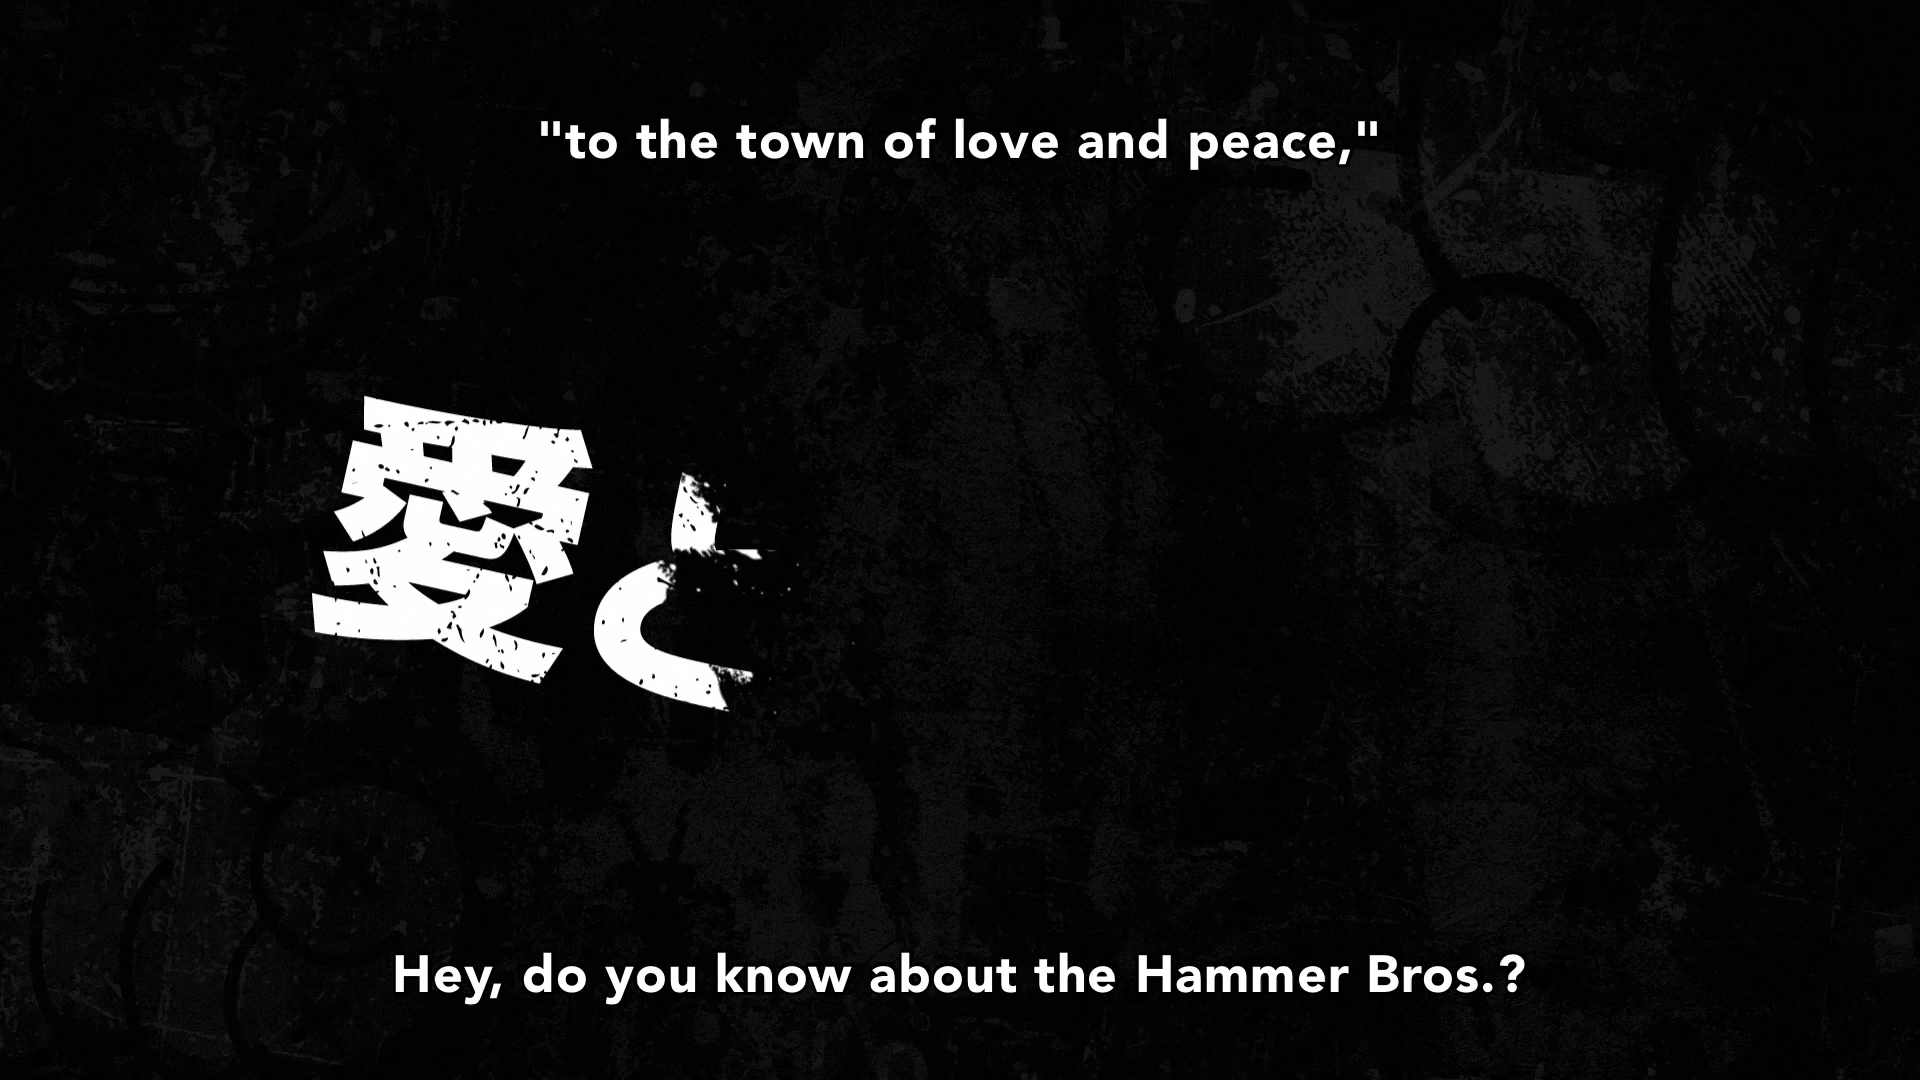 "to the town of love and peace,"
愛と
Hey, do you know about the Hammer Bros.?